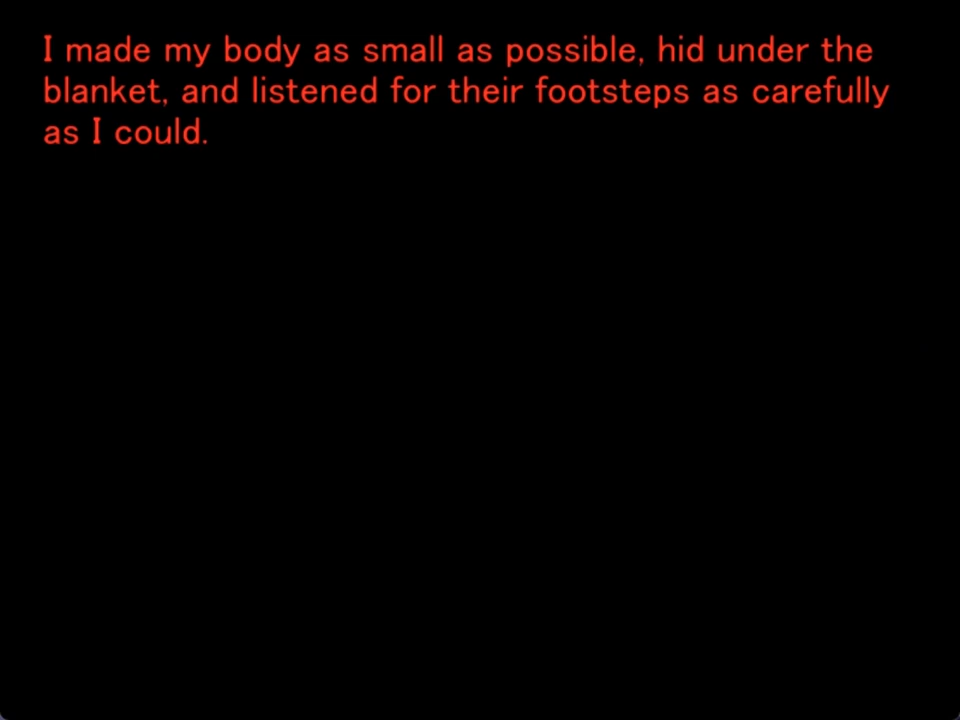 I made my body as small as possible, hid under the
blanket, and listened for their footsteps as carefully
as I could.